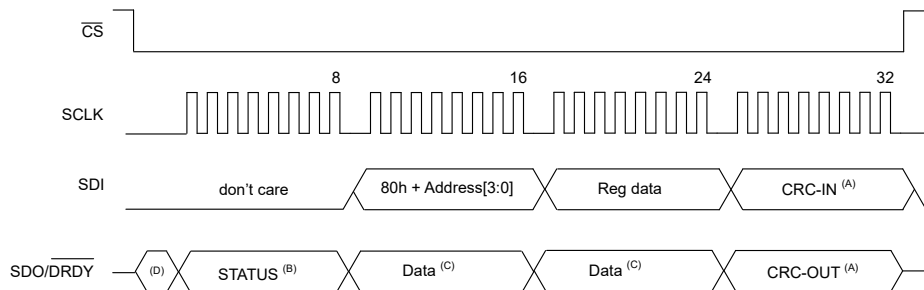 CS
8 16 24 32
SCLK
SDI don't care 80h + Address[3:0] Reg data CRC-IN (A)
SDO/DRDY (D) STATUS (B) Data (C) Data (C) CRC-OUT (A)